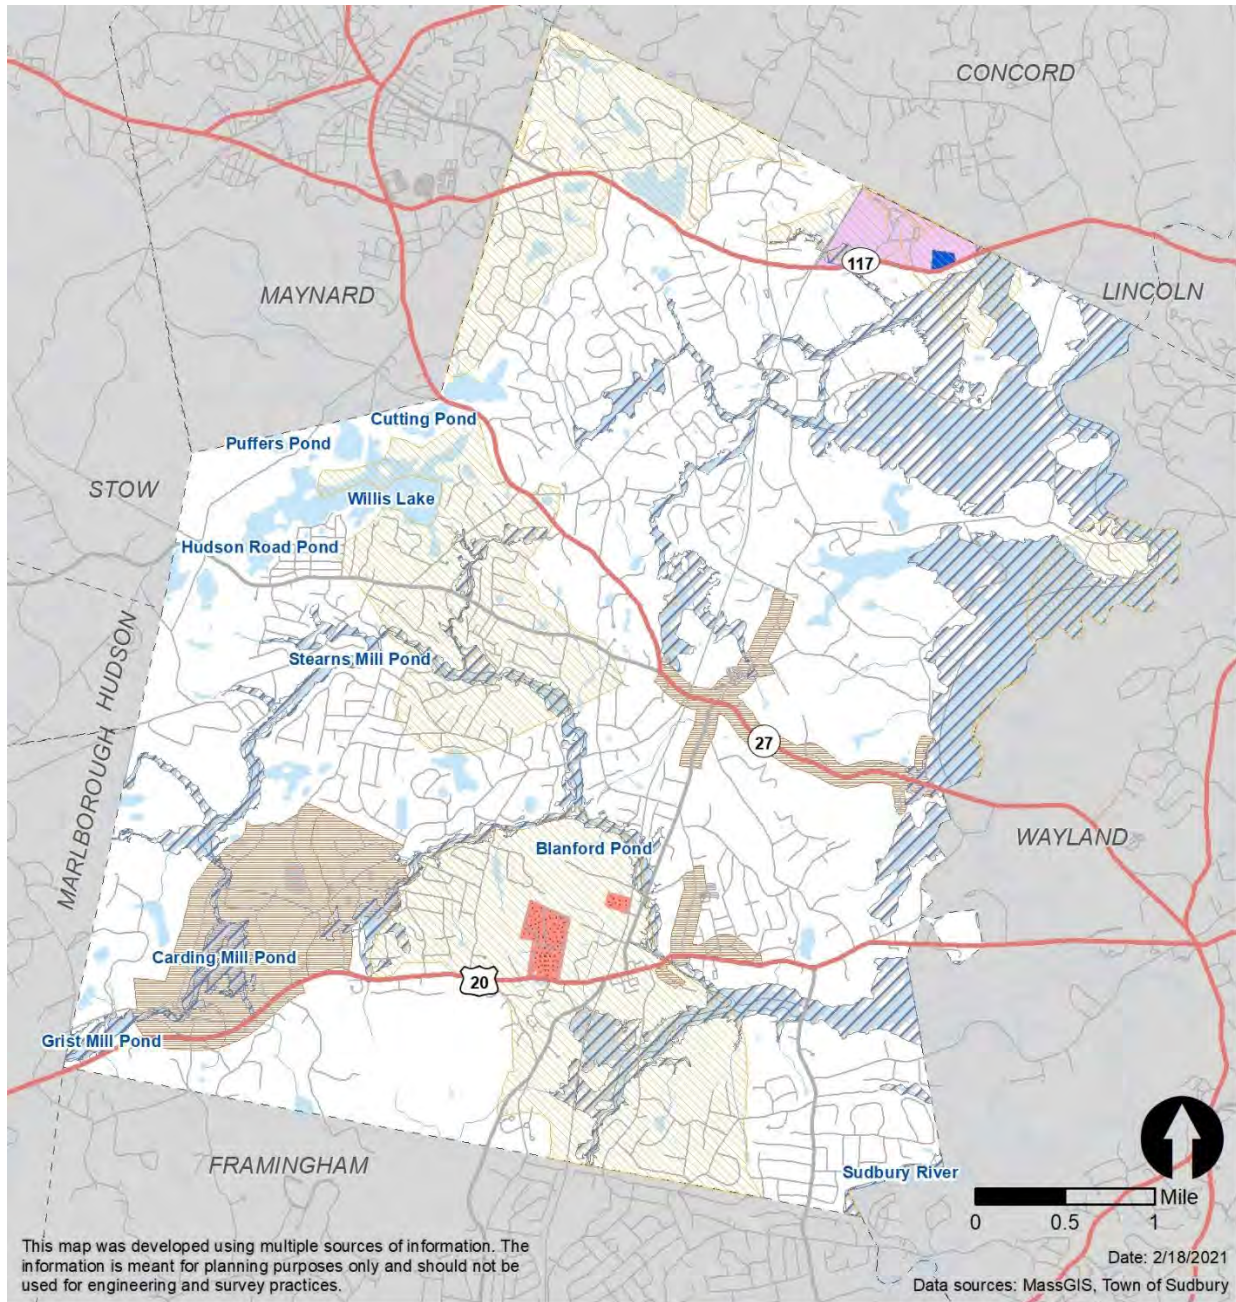 CONCORD
117
MAYNARD
LINCOLN
Cutting Pond
Puffers Pond
STOW
Willis Lake
Hudson Road Pond
HUDSON
Stearns Mill Pond
27
MARLBOROUGH
WAYLAND
Blanford Pond
Carding Mill Pond
20
Grist Mill Pond
FRAMINGHAM
Sudbury River
Mile
0 0.5 1
This map was developed using multiple sources of information. The
information is meant for planning purposes only and should not be
used for engineering and survey practices.
Date: 2/18/2021
Data sources: MassGIS, Town of Sudbury